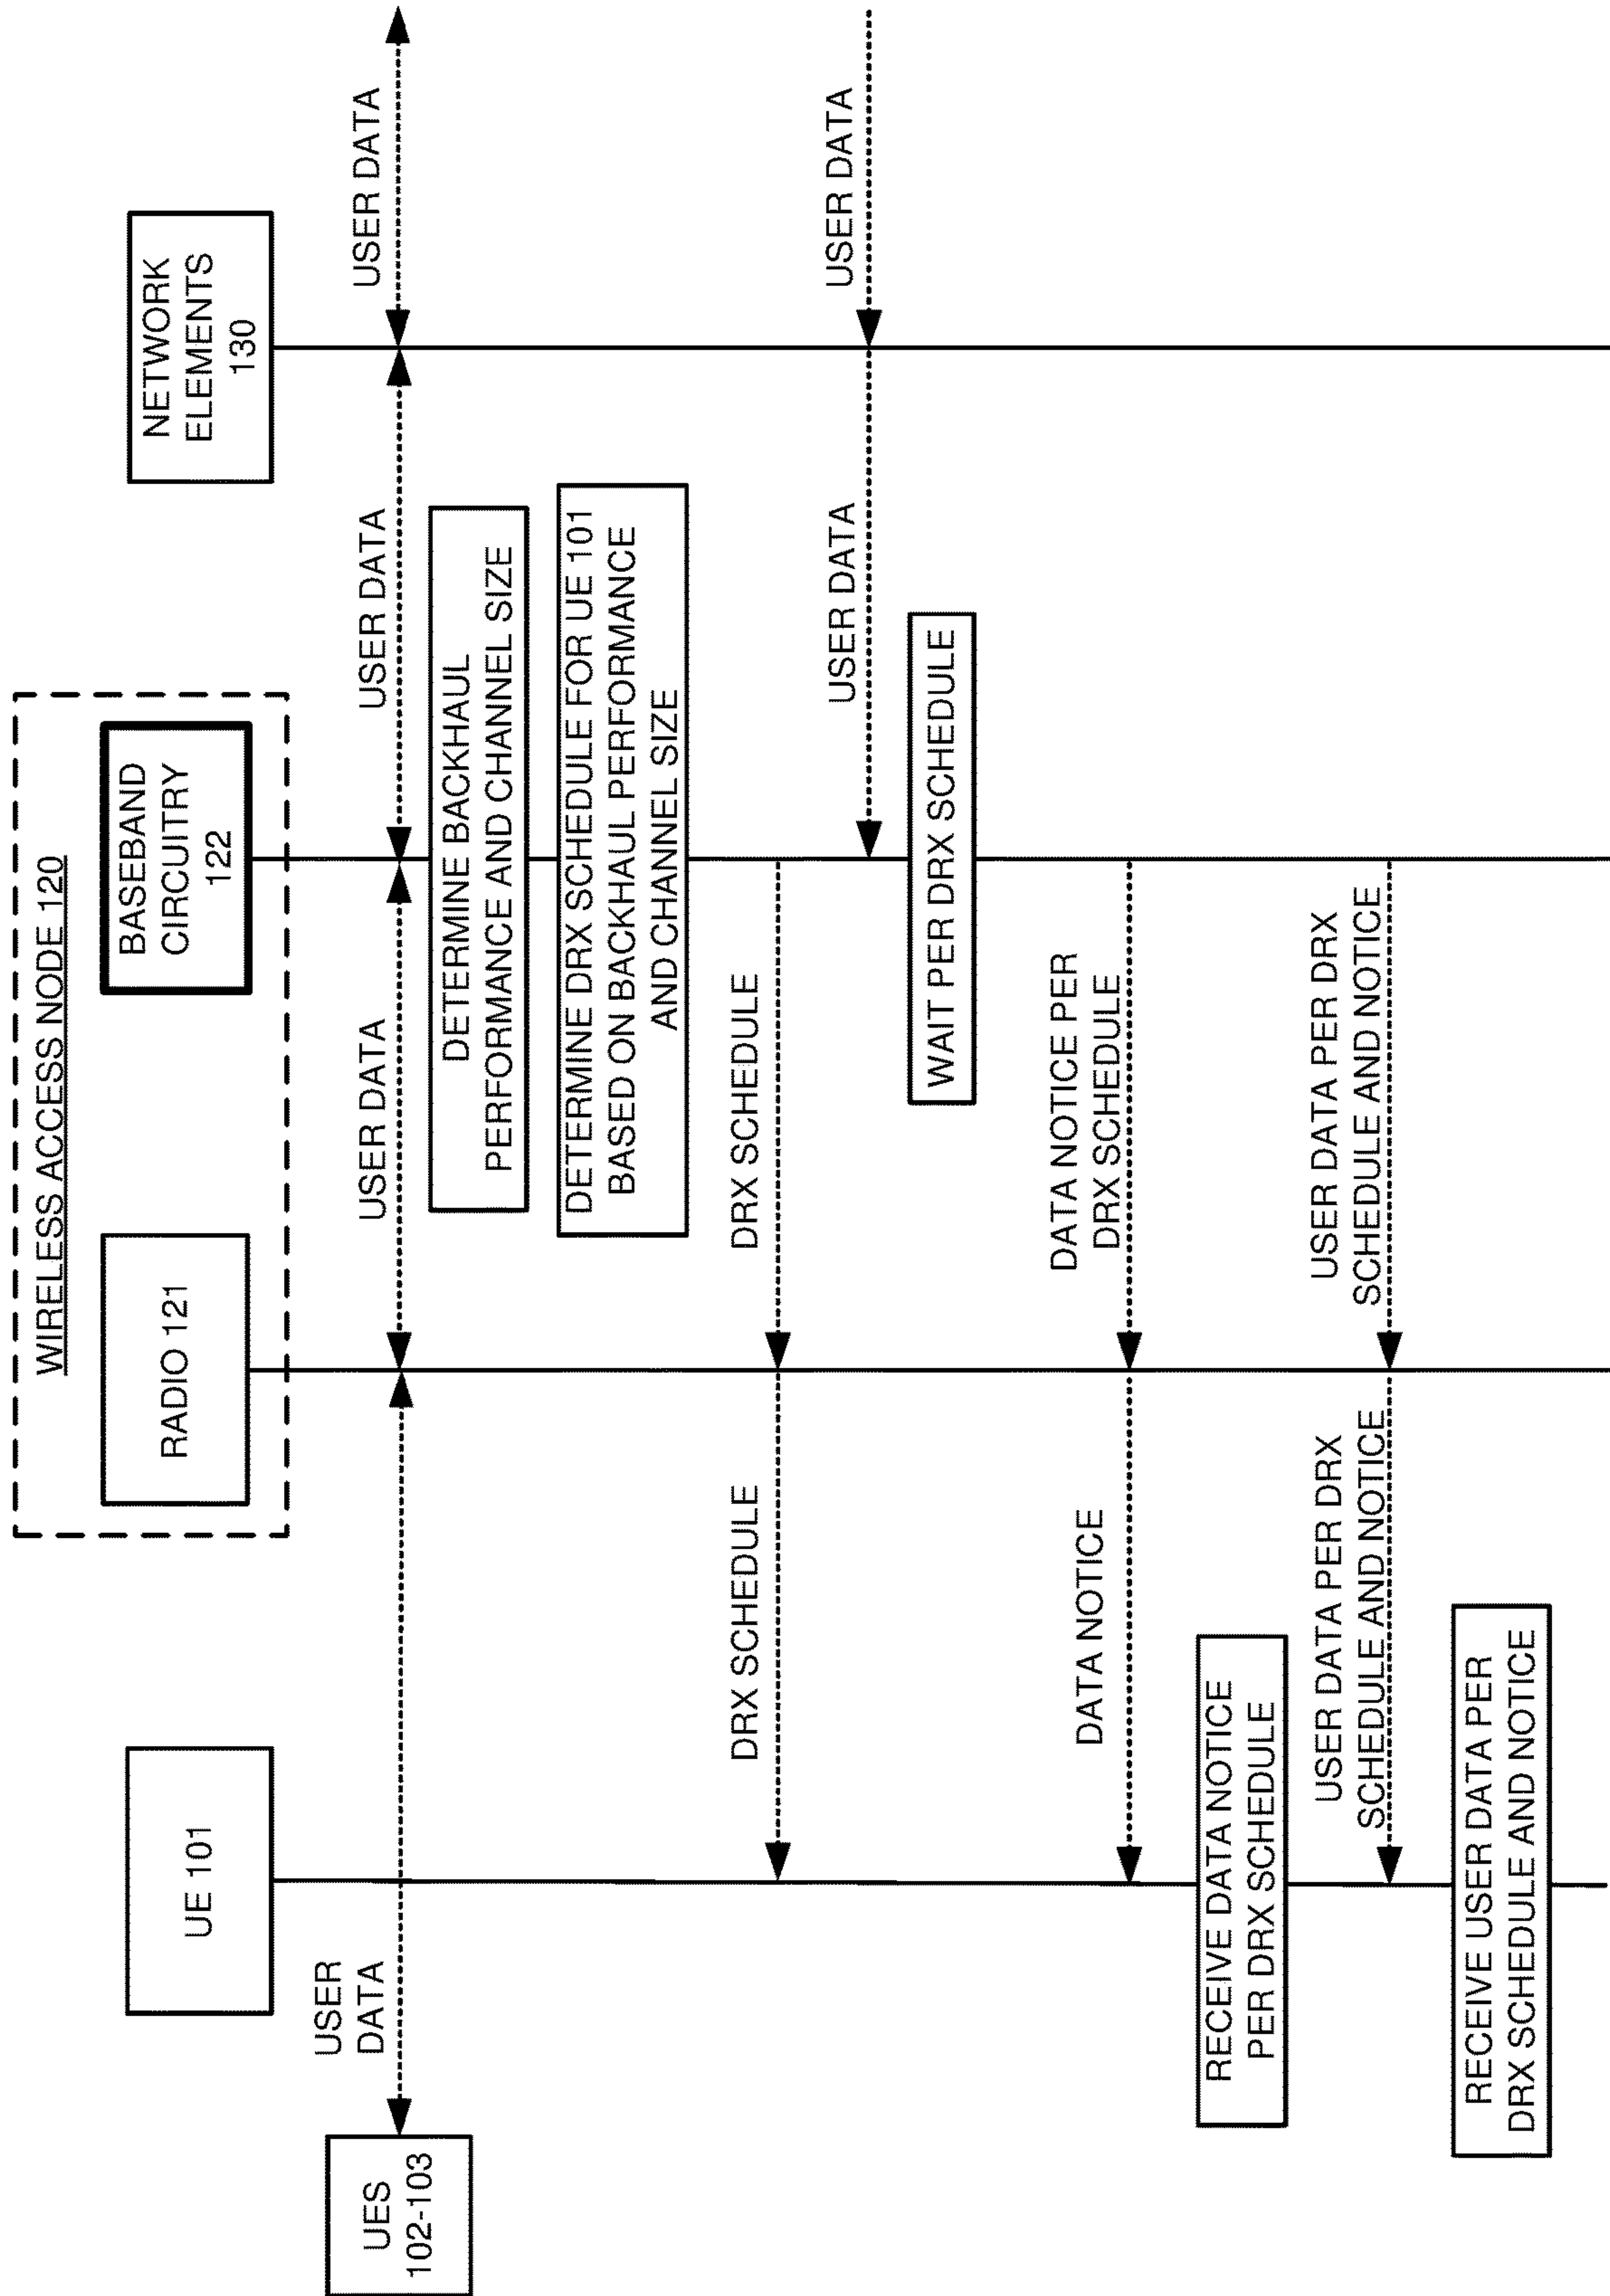 WIRELESS ACCESS NODE 120
UE 101
RADIO 121
BASEBAND
CIRCUITRY
122
NETWORK
ELEMENTS
130
UES
102-103
USER
DATA
USER DATA
USER DATA
USER DATA
DETERMINE BACKHAUL
PERFORMANCE AND CHANNEL SIZE
DETERMINE DRX SCHEDULE FOR UE 101
BASED ON BACKHAUL PERFORMANCE
AND CHANNEL SIZE
DRX SCHEDULE
DRX SCHEDULE
USER DATA
USER DATA
WAIT PER DRX SCHEDULE
DATA NOTICE
DATA NOTICE PER
DRX SCHEDULE
RECEIVE DATA NOTICE
PER DRX SCHEDULE
USER DATA PER DRX
SCHEDULE AND NOTICE
USER DATA PER DRX
SCHEDULE AND NOTICE
RECEIVE USER DATA PER
DRX SCHEDULE AND NOTICE